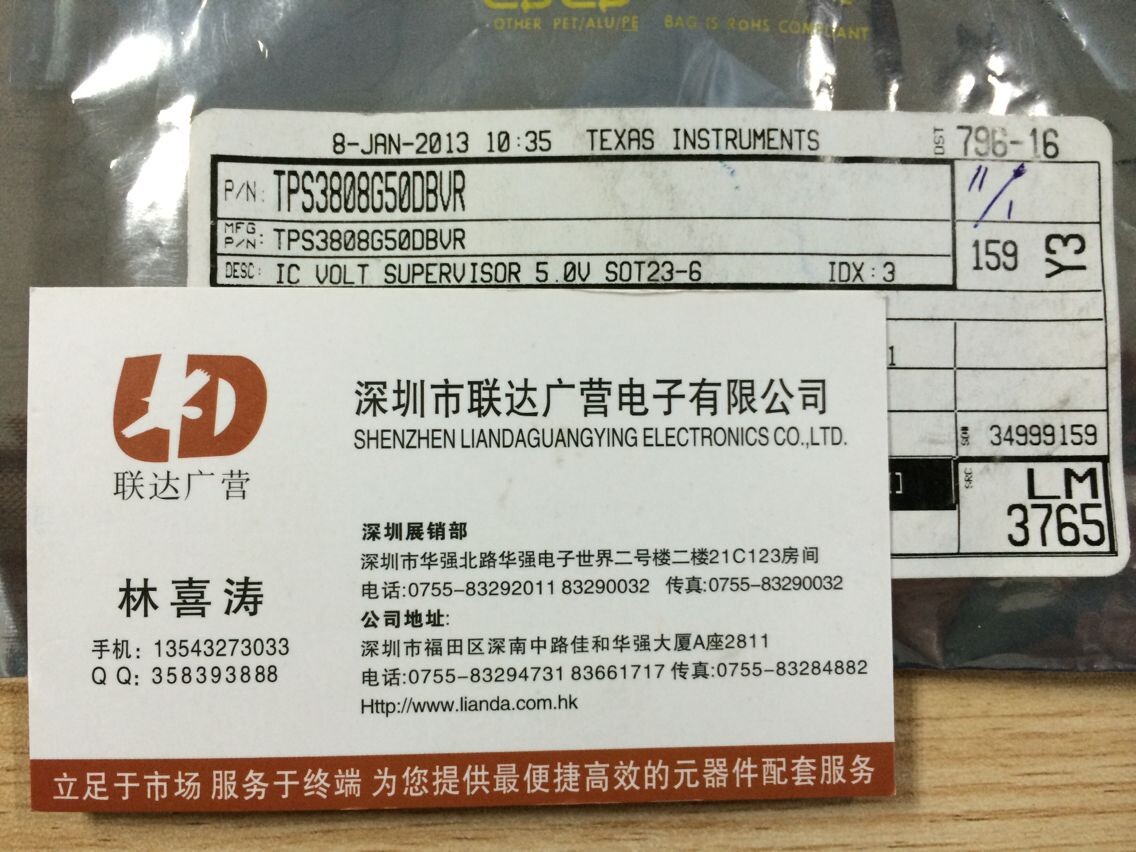 OTHER PET/ALU/PE BAG IS ROHS COMPLIANT
8-JAN-2013 10:35 TEXAS INSTRUMENTS
DST 796-16
P/N: TPS3808G50DBVR
MFG P/N: TPS3808G50DBVR
DESC: IC VOLT SUPERVISOR 5.0V SOT23-6 IDX:3
11/1
159 Y3
1
34999159
SRC LM
3765
LD
联达广营
深圳市联达广营电子有限公司
SHENZHEN LIANDAGUANGYING ELECTRONICS CO.,LTD.
林喜涛
手机: 13543273033
QQ: 358393888
深圳展销部
深圳市华强北路华强电子世界二号楼二楼21C123房间
电话:0755-83292011 83290032 传真:0755-83290032
公司地址:
深圳市福田区深南中路佳和华强大厦A座2811
电话:0755-83294731 83661717 传真:0755-83284882
Http://www.lianda.com.hk
立足于市场 服务于终端 为您提供最便捷高效的元器件配套服务